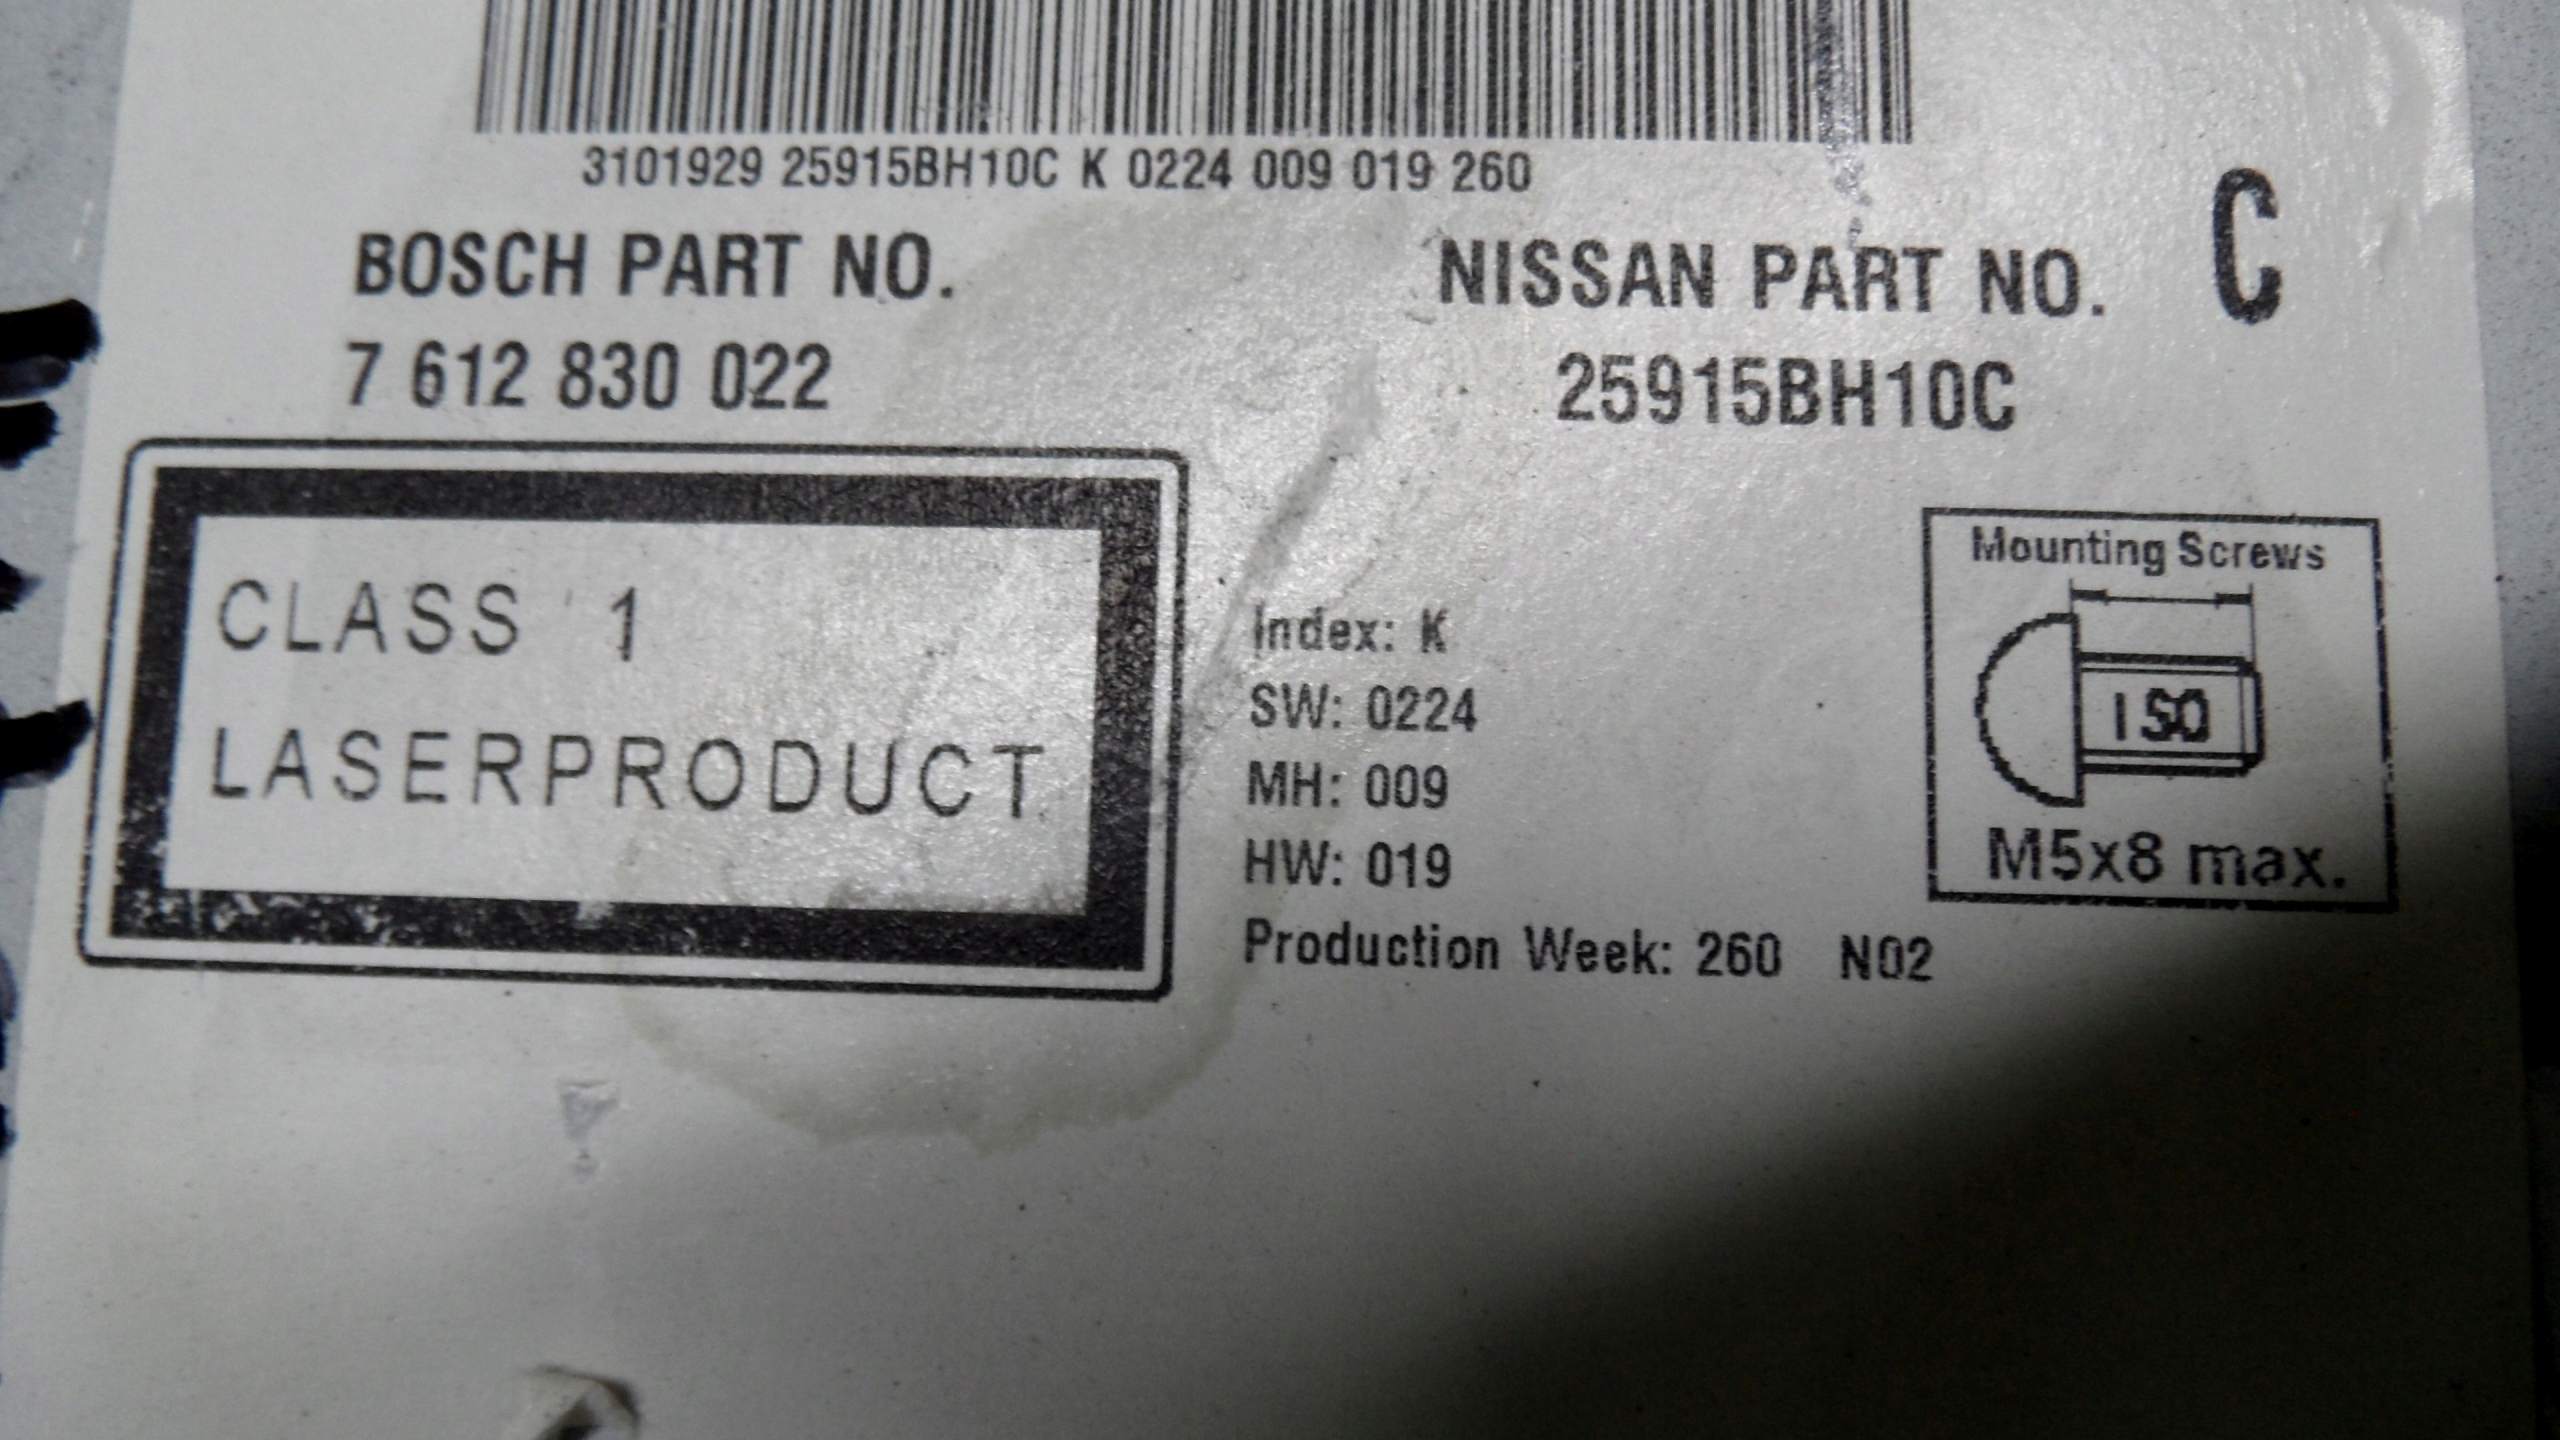 3101929 25915BH10C K 0224 009 019 260
BOSCH PART NO.
7 612 830 022
NISSAN PART NO.
25915BH10C
C
CLASS 1
LASERPRODUCT
Index: K
SW: 0224
MH: 009
HW: 019
Production Week: 260 N02
Mounting Screws
ISO
M5x8 max.